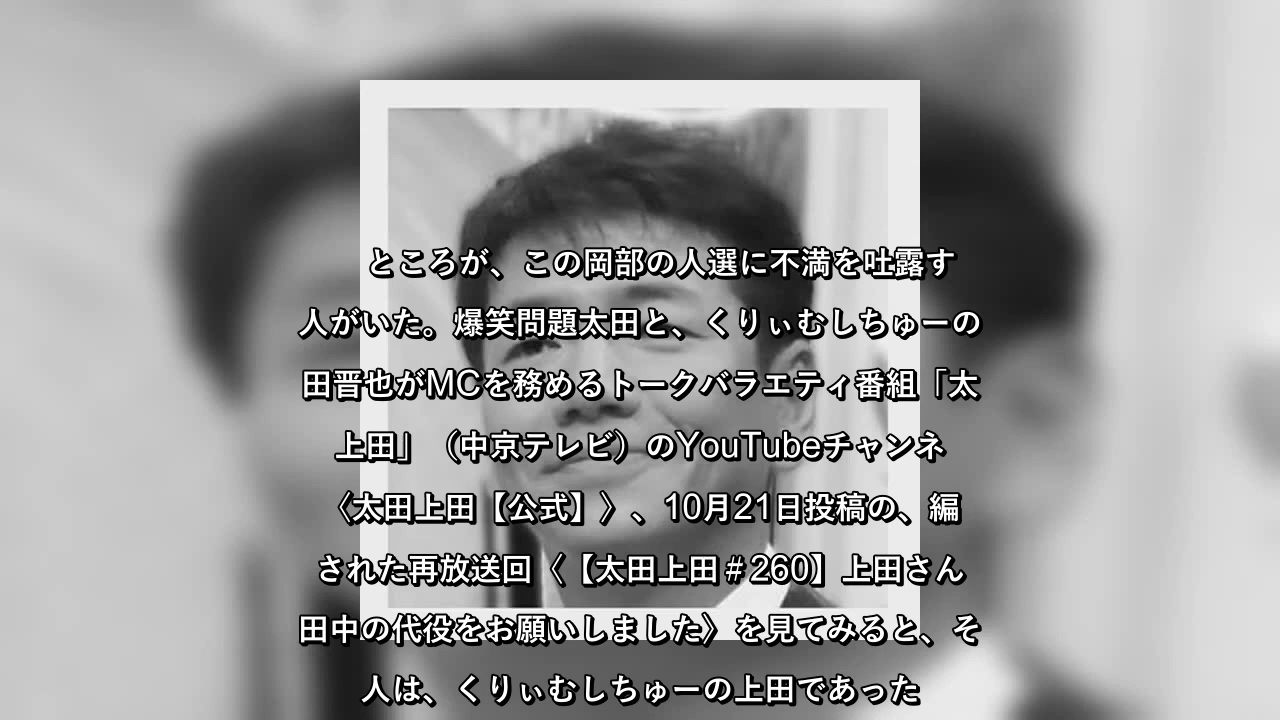 ところが、この岡部の人選に不満を吐露す
人がいた。爆笑問題太田と、くりぃむしちゅーの
田晋也がMCを務めるトークバラエティ番組「太
上田」（中京テレビ）のYouTubeチャンネ
〈太田上田【公式】〉、10月21日投稿の、編
された再放送回〈【太田上田＃260】上田さん
田中の代役をお願いしました〉を見てみると、そ
人は、くりぃむしちゅーの上田であった